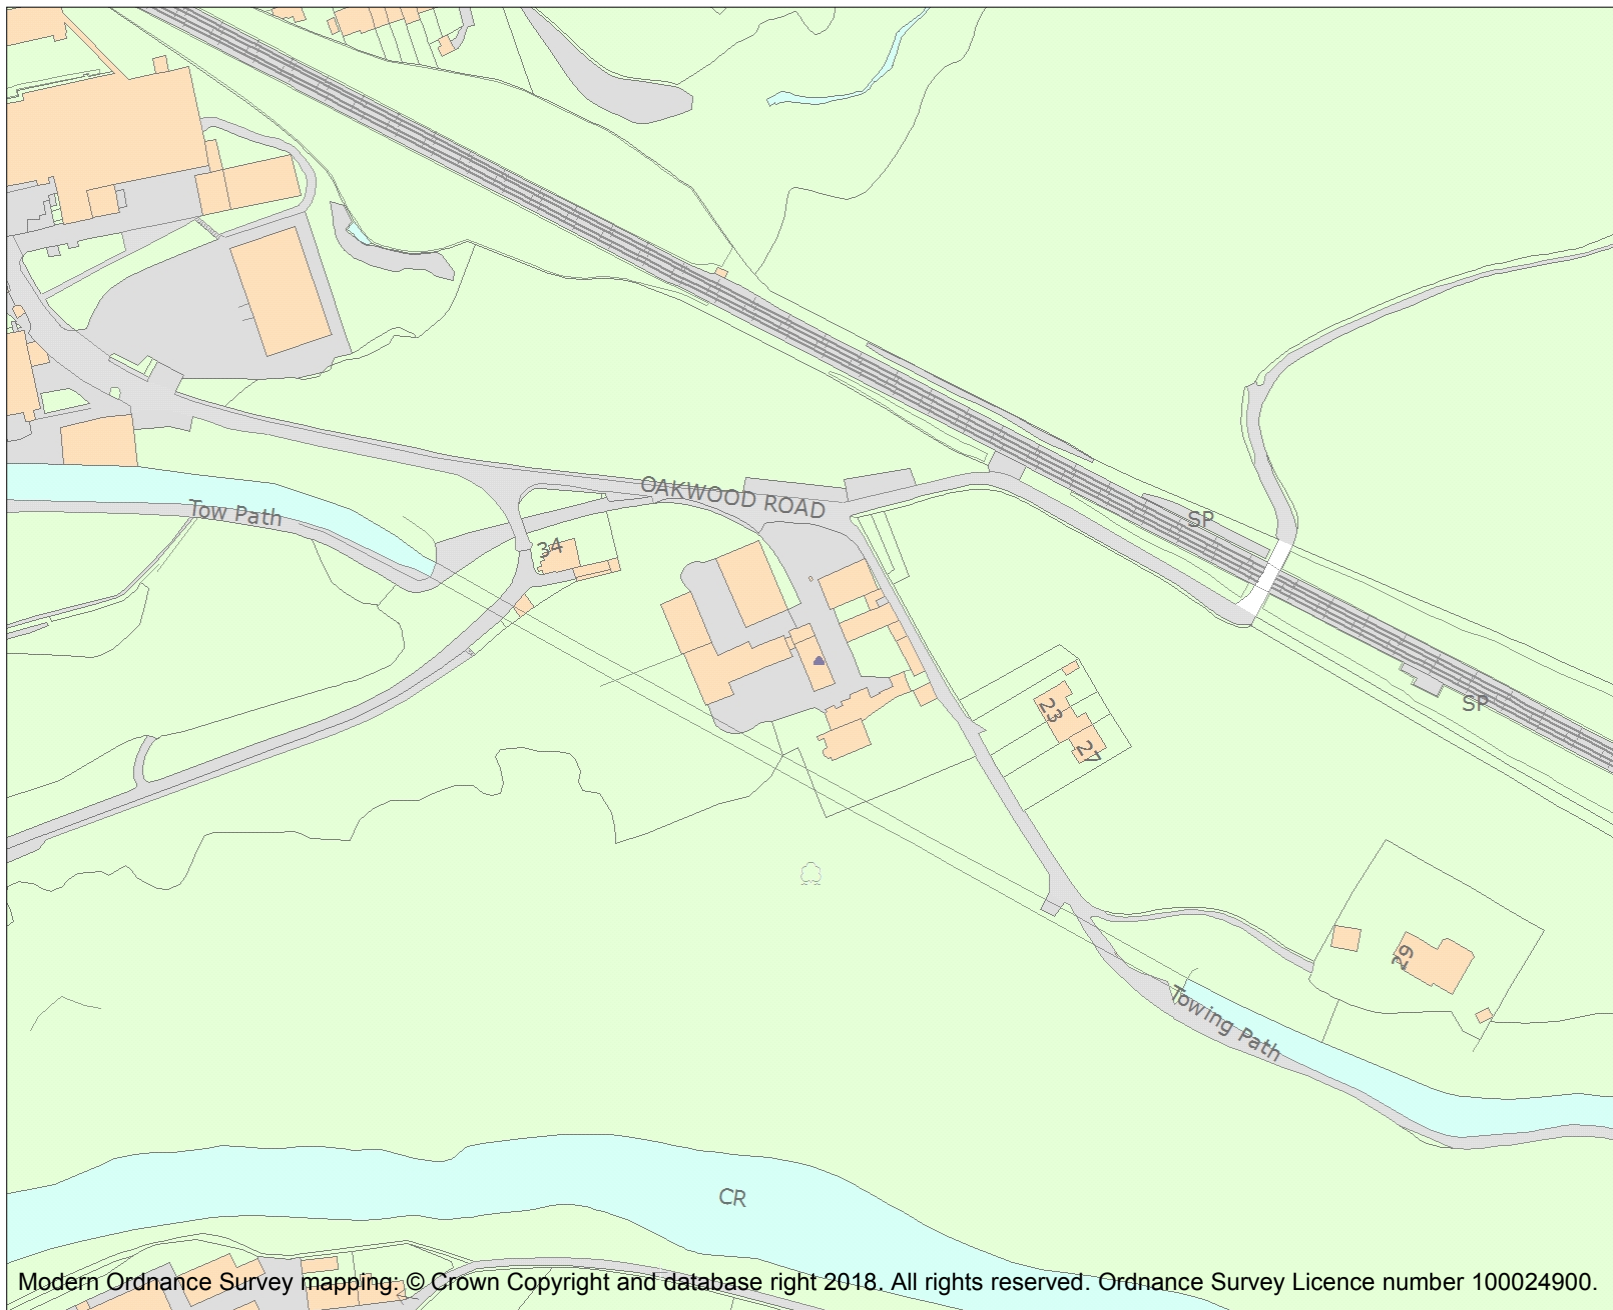 OAKWOOD ROAD
Tow Path
SP
34
SP
23
27
29
Towing Path
CR
Modern Ordnance Survey mapping: © Crown Copyright and database right 2018. All rights reserved. Ordnance Survey Licence number 100024900.